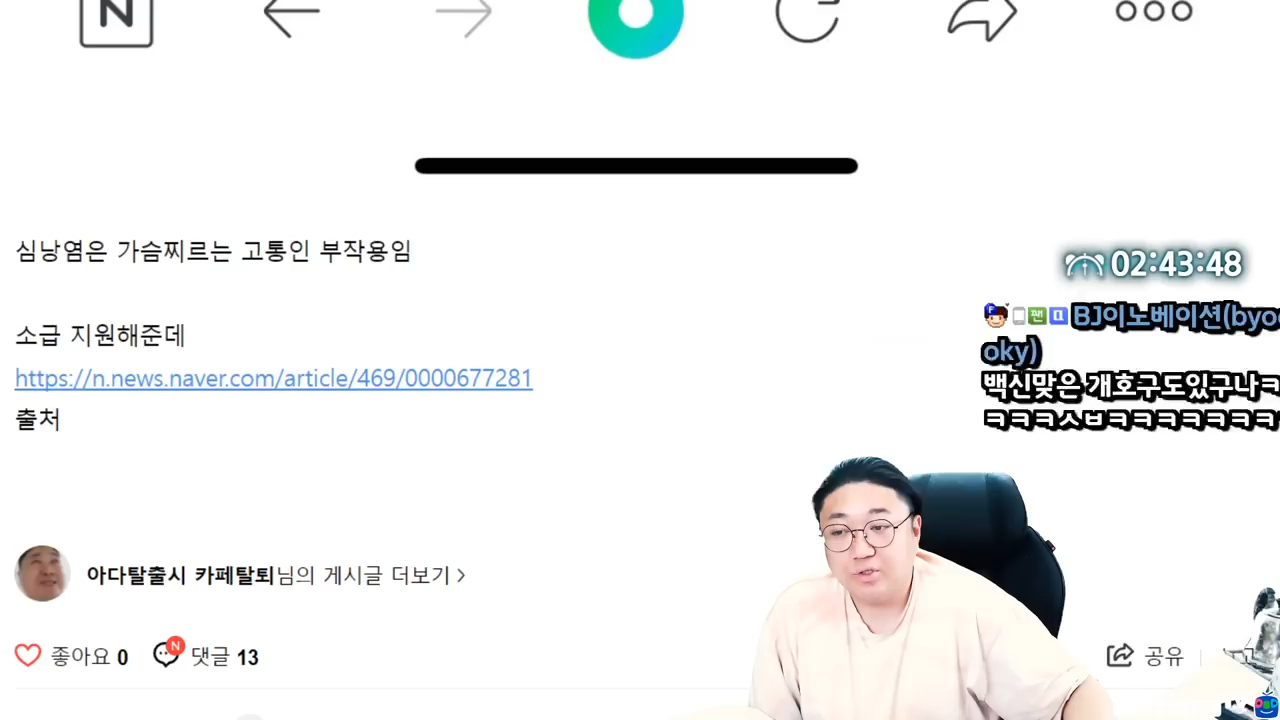 N
심낭염은 가슴찌르는 고통인 부작용임
02:43:48
팬
BJ이노베이션(byoc
oky)
소급 지원해준데
https://n.news.naver.com/article/469/0000677281
백신맞은 개호구도있구나ㅋ
ㅋㅋㅋㅅㅂㅋㅋㅋㅋㅋㅋㅋ
출처
아다탈출시 카페탈퇴님의 게시글 더보기 >
좋아요 0
N
댓글 13
공유